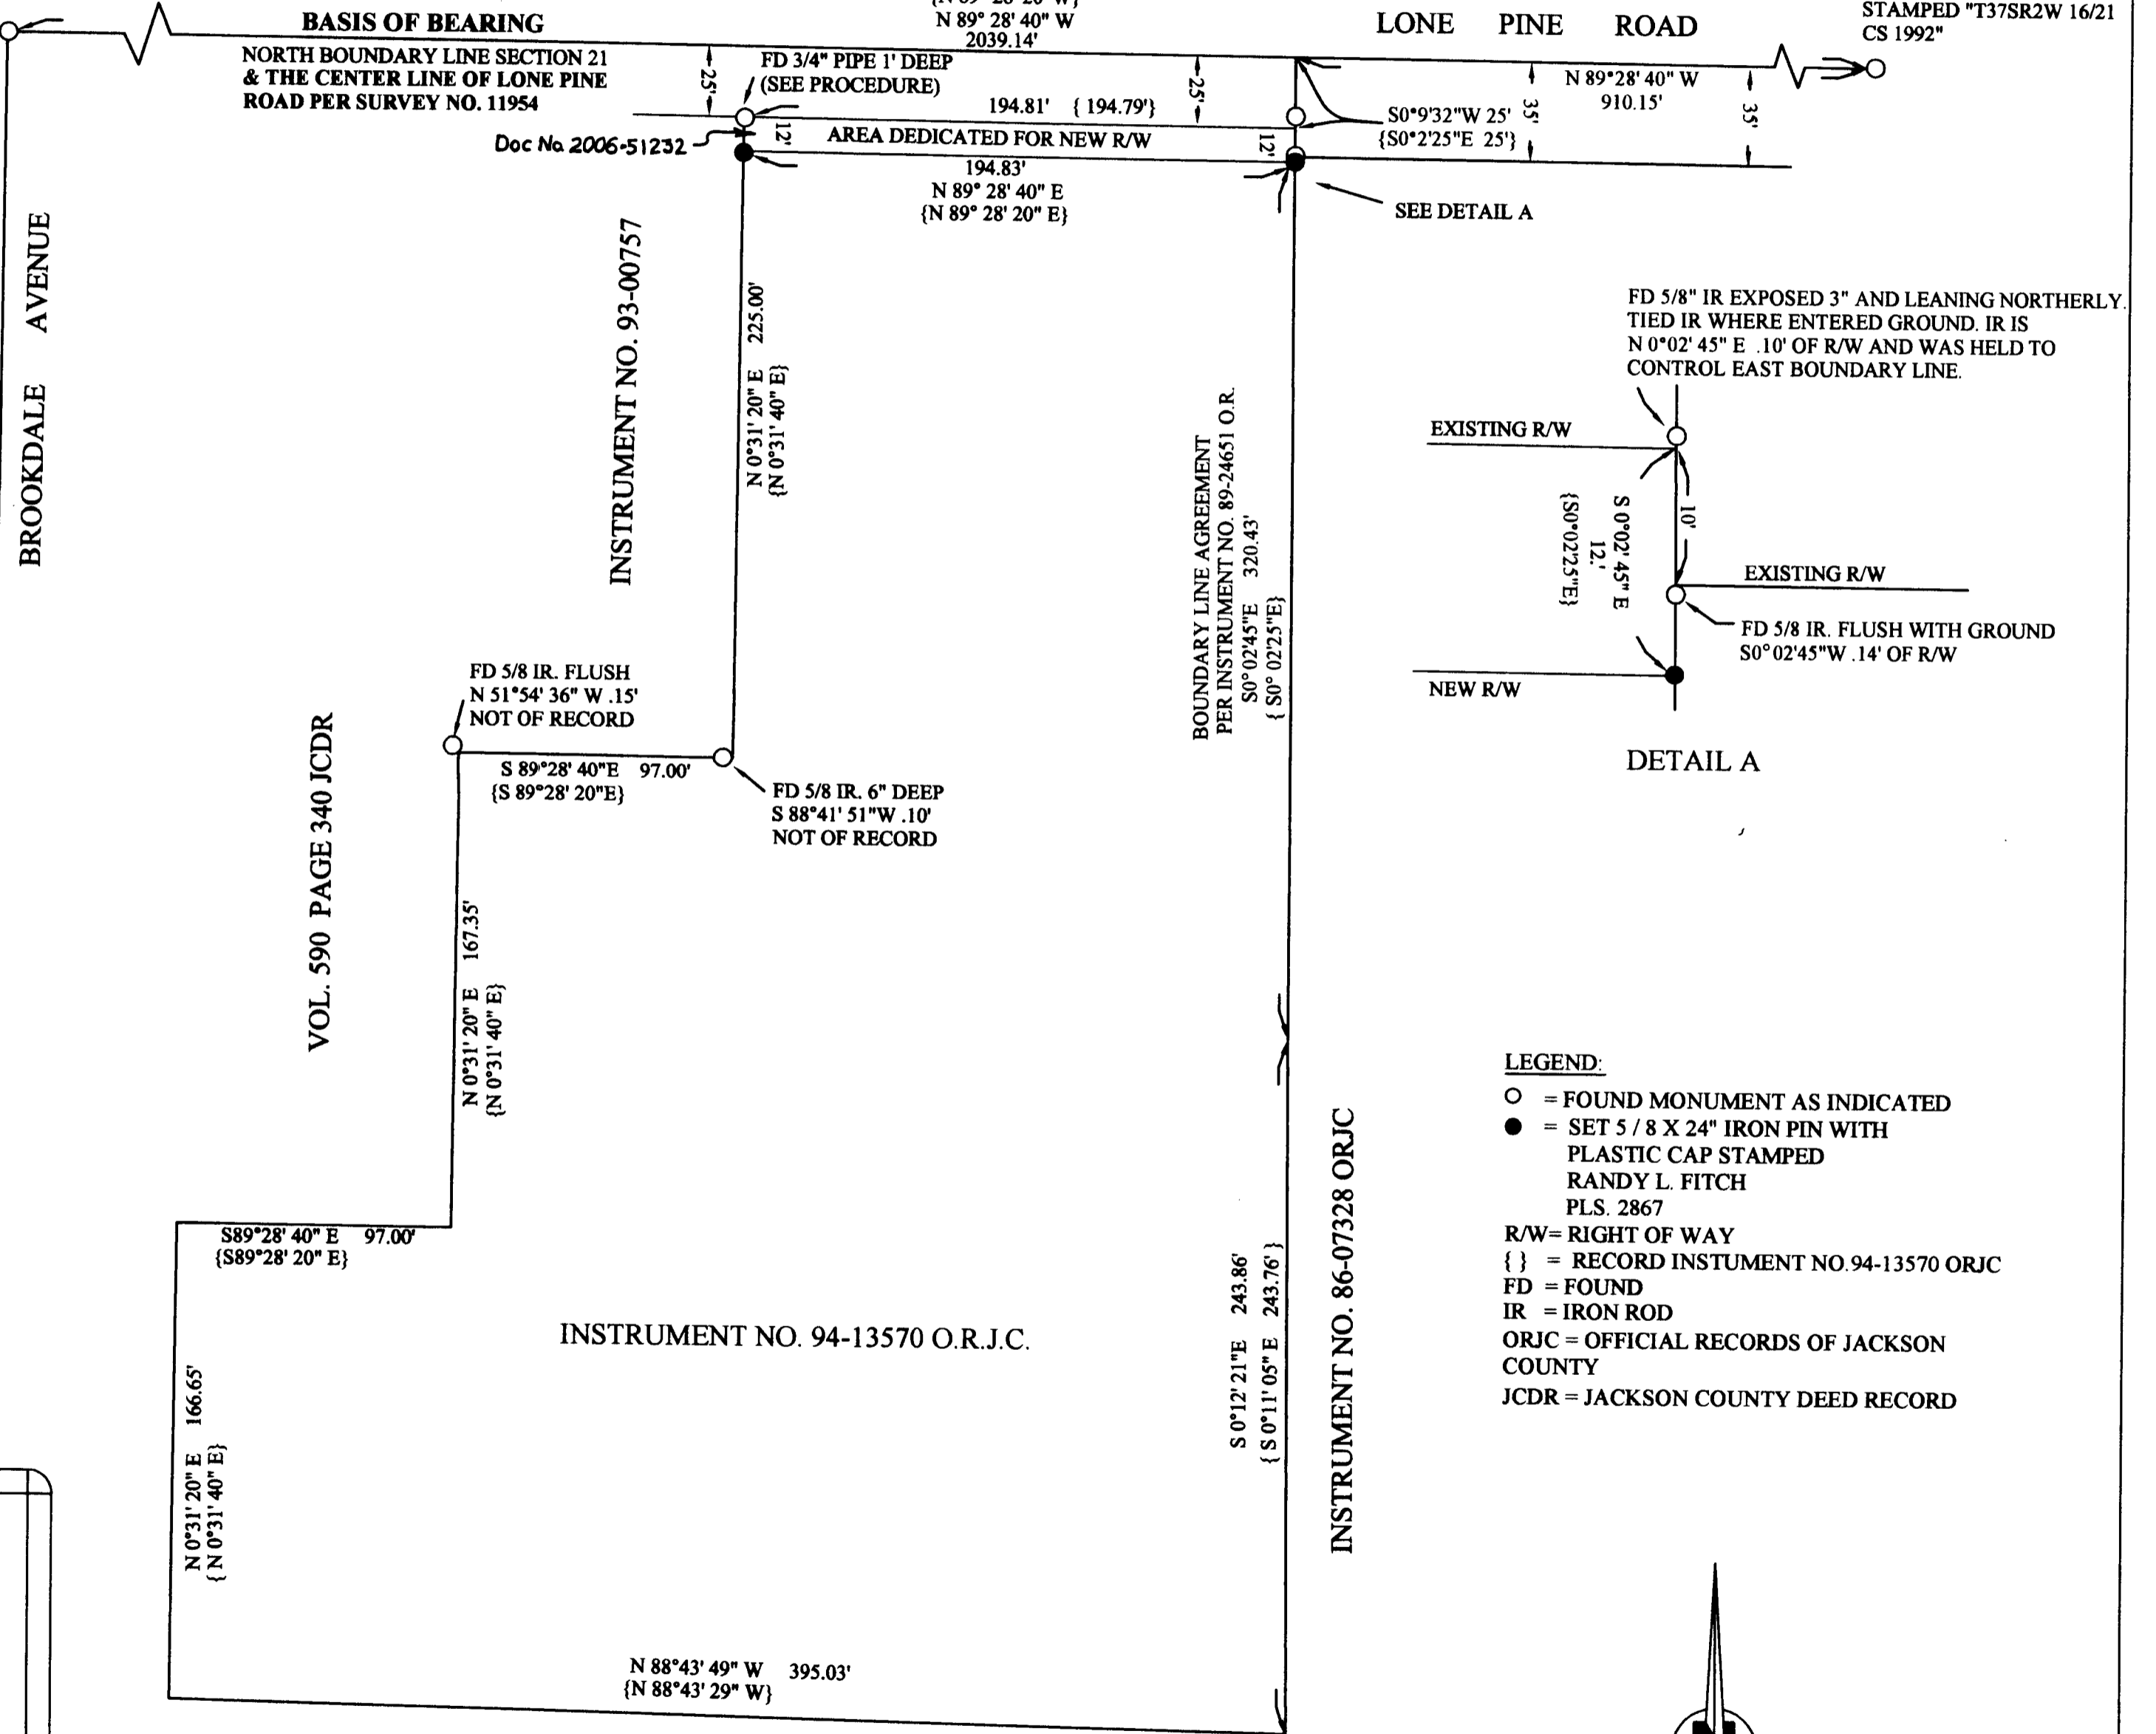 BASIS OF BEARING
NORTH BOUNDARY LINE SECTION 21
& THE CENTER LINE OF LONE PINE
ROAD PER SURVEY NO. 11954
N 89° 28' 40" W
2039.14'
LONE PINE ROAD
STAMPED "T37SR2W 16/21
CS 1992"
N 89°28' 40" W
910.15'
25'
FD 3/4" PIPE 1' DEEP
(SEE PROCEDURE)
25'
35'
35'
194.81' { 194.79'}
S0°9'32"W 25'
{S0°2'25"E 25'}
Doc No. 2006-51232
12'
AREA DEDICATED FOR NEW R/W
12'
194.83'
N 89° 28' 40" E
{N 89° 28' 20" E}
SEE DETAIL A
BROOKDALE AVENUE
INSTRUMENT NO. 93-00757
N 0°31' 20" E 225.00'
{N 0°31' 40" E}
BOUNDARY LINE AGREEMENT
PER INSTRUMENT NO. 89-24651 O.R.
S0° 02'45"E 320.43'
{ S0° 02'25"E}
FD 5/8" IR EXPOSED 3" AND LEANING NORTHERLY.
TIED IR WHERE ENTERED GROUND. IR IS
N 0°02' 45" E .10' OF R/W AND WAS HELD TO
CONTROL EAST BOUNDARY LINE.
EXISTING R/W
S 0°02' 45" E
12.'
{S0°02'25"E}
10'
EXISTING R/W
FD 5/8 IR. FLUSH WITH GROUND
S0° 02'45"W .14' OF R/W
NEW R/W
DETAIL A
FD 5/8 IR. FLUSH
N 51°54' 36" W .15'
NOT OF RECORD
S 89°28' 40"E 97.00'
{S 89°28' 20"E}
FD 5/8 IR. 6" DEEP
S 88°41' 51"W .10'
NOT OF RECORD
VOL. 590 PAGE 340 JCDR
N 0°31' 20" E 167.35'
{N 0°31' 40" E}
S89°28' 40" E 97.00'
{S89°28' 20" E}
N 0°31' 20" E 166.65'
{ N 0°31' 40" E}
INSTRUMENT NO. 94-13570 O.R.J.C.
S 0°12' 21"E 243.86'
{ S 0°11' 05" E 243.76' }
INSTRUMENT NO. 86-07328 ORJC
N 88°43' 49" W 395.03'
{N 88°43' 29" W}
LEGEND:
= FOUND MONUMENT AS INDICATED
= SET 5 / 8 X 24" IRON PIN WITH
PLASTIC CAP STAMPED
RANDY L. FITCH
PLS. 2867
R/W= RIGHT OF WAY
{ } = RECORD INSTUMENT NO.94-13570 ORJC
FD = FOUND
IR = IRON ROD
ORJC = OFFICIAL RECORDS OF JACKSON
COUNTY
JCDR = JACKSON COUNTY DEED RECORD